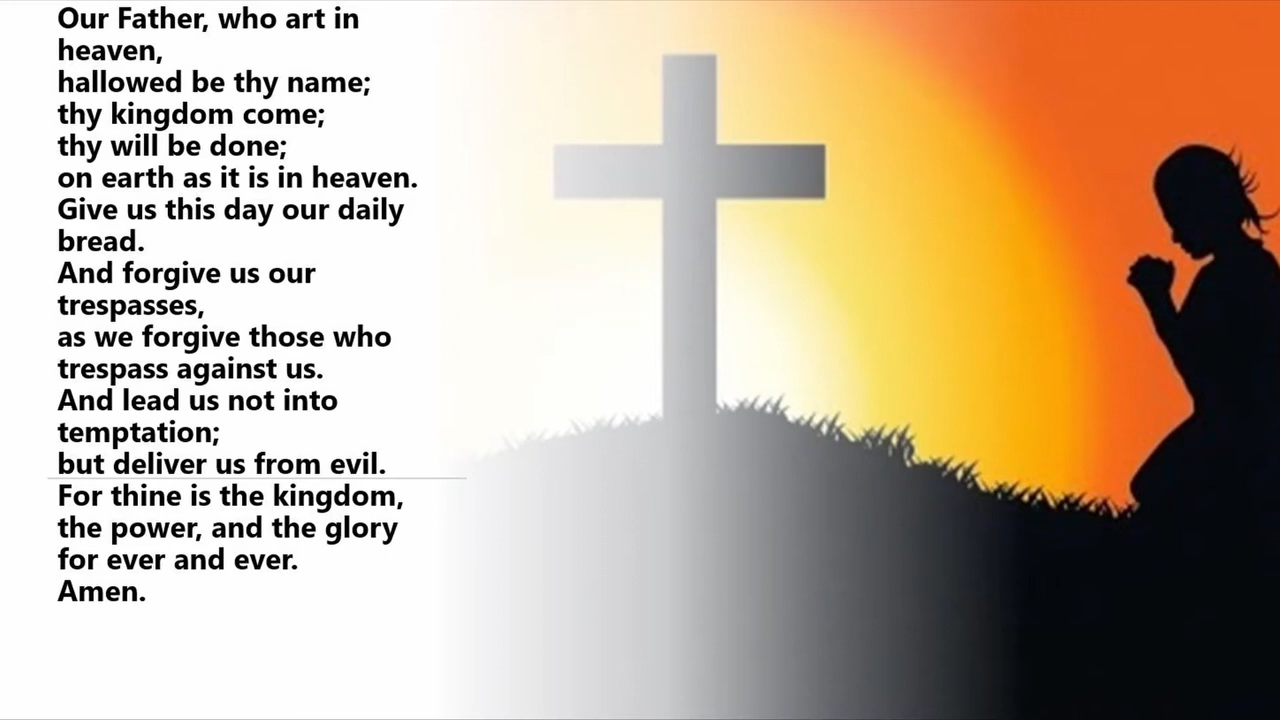 Our Father, who art in
heaven,
hallowed be thy name;
thy kingdom come;
thy will be done;
on earth as it is in heaven.
Give us this day our daily
bread.
And forgive us our
trespasses,
as we forgive those who
trespass against us.
And lead us not into
temptation;
but deliver us from evil.
For thine is the kingdom,
the power, and the glory
for ever and ever.
Amen.